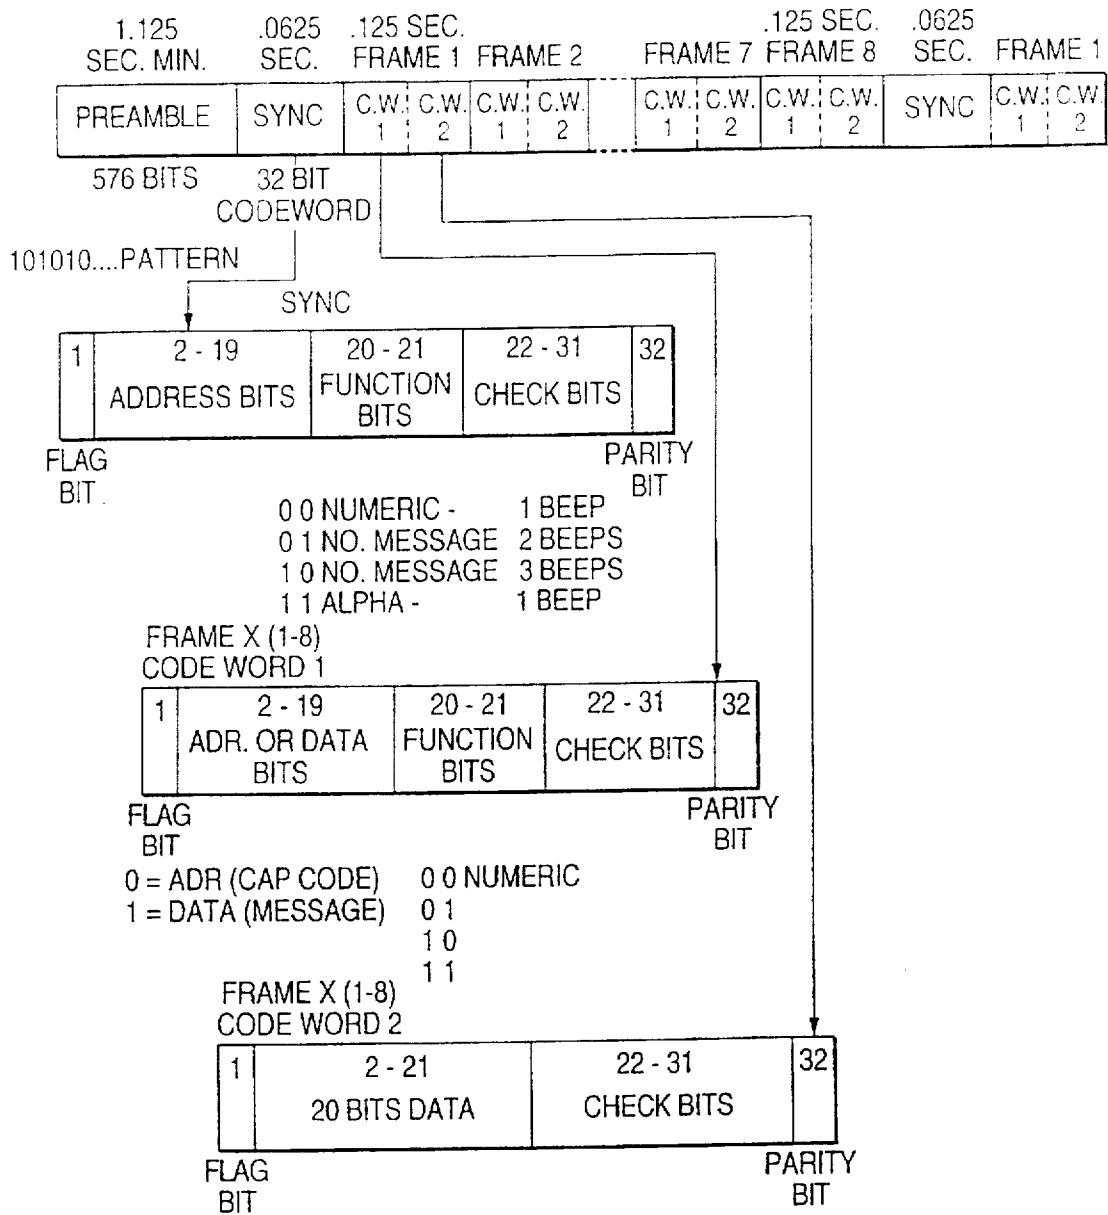 1.125 .0625 .125 SEC. .125 SEC. .0625
SEC. MIN. SEC. FRAME 1 FRAME 2 FRAME 7 FRAME 8 SEC. FRAME 1
PREAMBLE SYNC C.W. C.W. C.W. C.W. C.W. C.W. C.W. C.W. SYNC C.W. C.W.
1 2 1 2 1 2 1 2 1 2
576 BITS 32 BIT
CODEWORD
101010....PATTERN
SYNC
1 2 - 19 20 - 21 22 - 31 32
ADDRESS BITS FUNCTION CHECK BITS
BITS
FLAG PARITY
BIT BIT
0 0 NUMERIC - 1 BEEP
0 1 NO. MESSAGE 2 BEEPS
1 0 NO. MESSAGE 3 BEEPS
1 1 ALPHA - 1 BEEP
FRAME X (1-8)
CODE WORD 1
1 2 - 19 20 - 21 22 - 31 32
ADR. OR DATA FUNCTION CHECK BITS
BITS BITS
FLAG PARITY
BIT BIT
0 = ADR (CAP CODE) 0 0 NUMERIC
1 = DATA (MESSAGE) 0 1
1 0
1 1
FRAME X (1-8)
CODE WORD 2
1 2 - 21 22 - 31 32
20 BITS DATA CHECK BITS
FLAG PARITY
BIT BIT